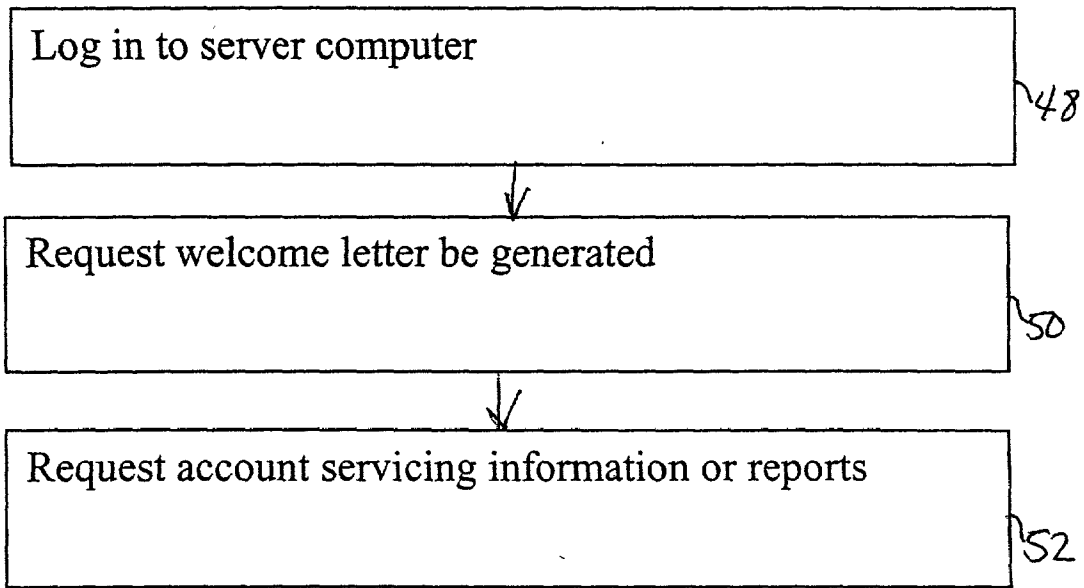 Log in to server computer
48
Request welcome letter be generated
50
Request account servicing information or reports
52